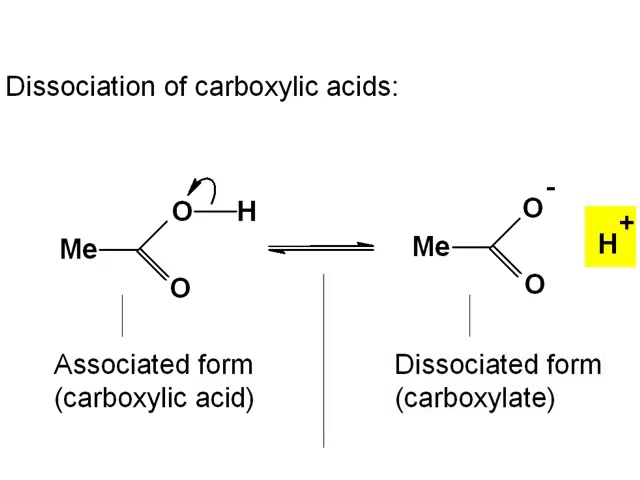 Dissociation of carboxylic acids:
O H
Me
O
O -
Me
O
H +
Associated form
(carboxylic acid)
Dissociated form
(carboxylate)